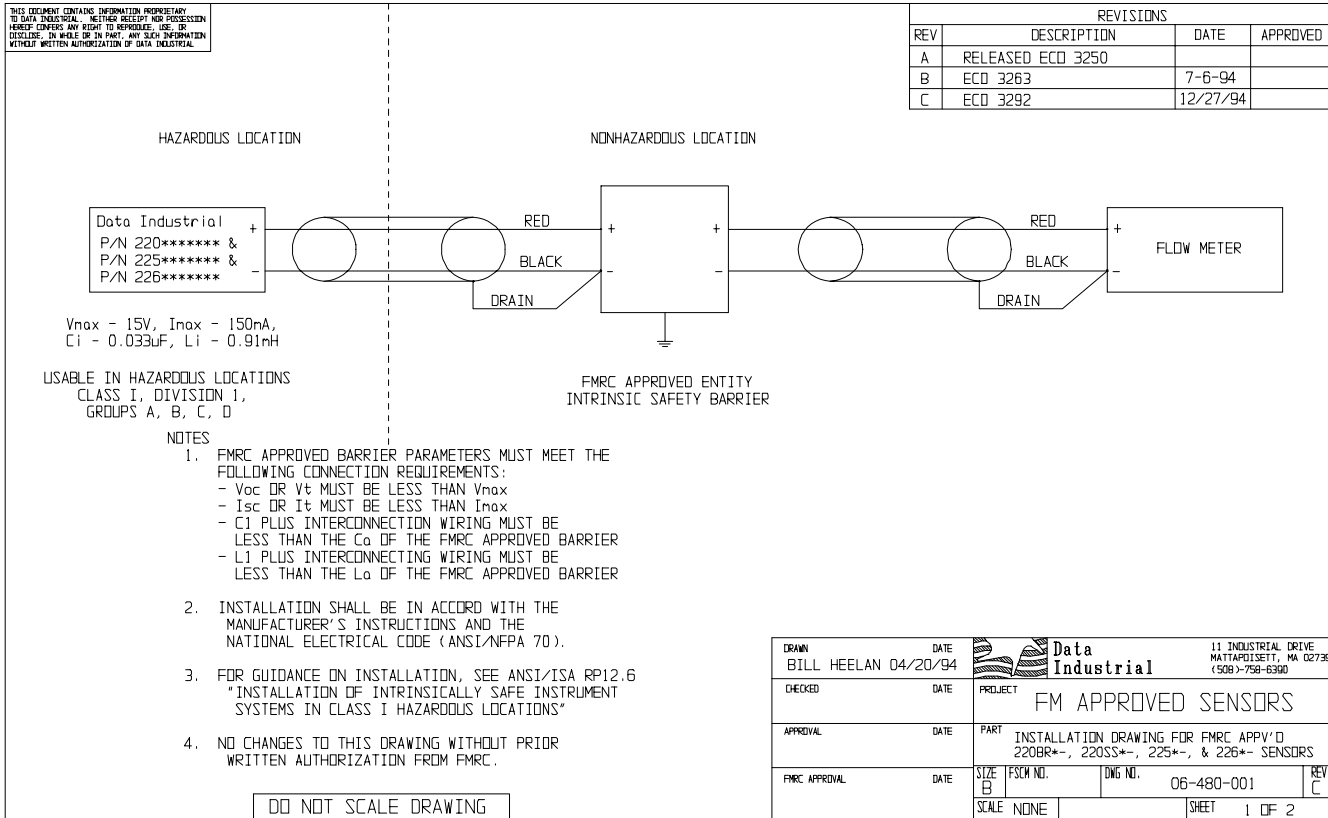 THIS DOCUMENT CONTAINS INFORMATION PROPRIETARY
TO DATA INDUSTRIAL. NEITHER RECEIPT NOR POSSESSION
HEREOF CONFERS ANY RIGHT TO REPRODUCE, USE, OR
DISCLOSE, IN WHOLE OR IN PART, ANY SUCH INFORMATION
WITHOUT WRITTEN AUTHORIZATION OF DATA INDUSTRIAL
REVISIONS
REV DESCRIPTION DATE APPROVED
A RELEASED ECO 3250
B ECO 3263 7-6-94
C ECO 3292 12/27/94
HAZARDOUS LOCATION
NONHAZARDOUS LOCATION
Data Industrial
P/N 220******* &
P/N 225******* &
P/N 226*******
+
-
RED
BLACK
DRAIN
+
-
+
-
RED
BLACK
DRAIN
+
-
FLOW METER
Vmax - 15V, Imax - 150mA,
Ci - 0.033uF, Li - 0.91mH
USABLE IN HAZARDOUS LOCATIONS
CLASS I, DIVISION 1,
GROUPS A, B, C, D
FMRC APPROVED ENTITY
INTRINSIC SAFETY BARRIER
NOTES
1. FMRC APPROVED BARRIER PARAMETERS MUST MEET THE
FOLLOWING CONNECTION REQUIREMENTS:
- Voc OR Vt MUST BE LESS THAN Vmax
- Isc OR It MUST BE LESS THAN Imax
- C1 PLUS INTERCONNECTION WIRING MUST BE
LESS THAN THE Ca OF THE FMRC APPROVED BARRIER
- L1 PLUS INTERCONNECTING WIRING MUST BE
LESS THAN THE La OF THE FMRC APPROVED BARRIER
2. INSTALLATION SHALL BE IN ACCORD WITH THE
MANUFACTURER'S INSTRUCTIONS AND THE
NATIONAL ELECTRICAL CODE (ANSI/NFPA 70).
3. FOR GUIDANCE ON INSTALLATION, SEE ANSI/ISA RP12.6
"INSTALLATION OF INTRINSICALLY SAFE INSTRUMENT
SYSTEMS IN CLASS I HAZARDOUS LOCATIONS"
4. NO CHANGES TO THIS DRAWING WITHOUT PRIOR
WRITTEN AUTHORIZATION FROM FMRC.
DO NOT SCALE DRAWING
DRAWN DATE
BILL HEELAN 04/20/94
CHECKED DATE
APPROVAL DATE
FMRC APPROVAL DATE
Data
Industrial
11 INDUSTRIAL DRIVE
MATTAPOISETT, MA 02739
(508)-758-6390
PROJECT
FM APPROVED SENSORS
PART
INSTALLATION DRAWING FOR FMRC APPV'D
220BR*-, 220SS*-, 225*-, & 226*- SENSORS
SIZE B
FSCM NO.
DWG NO. 06-480-001
REV C
SCALE NONE
SHEET 1 OF 2